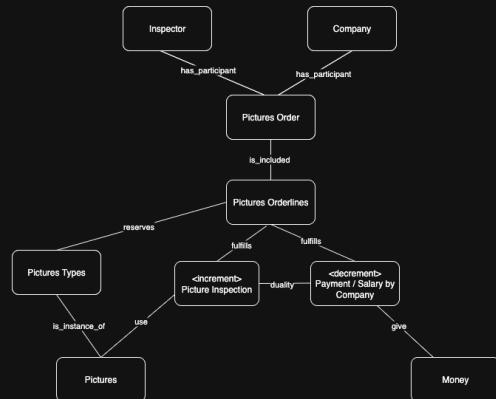 Inspector
Company
has_participant
has_participant
Pictures Order
is_included
Pictures Orderlines
reserves
fulfills
fulfills
Pictures Types
<increment>
Picture Inspection
duality
<decrement>
Payment / Salary by
Company
is_instance_of
use
give
Pictures
Money